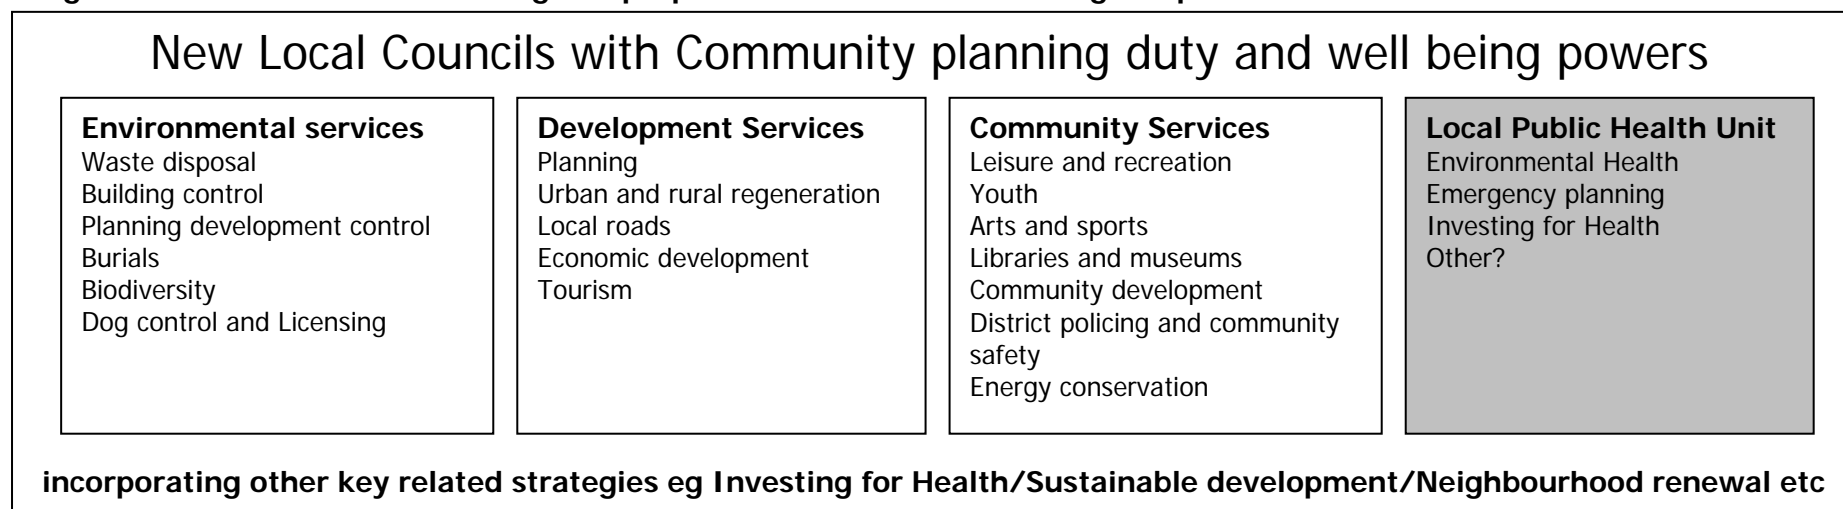 New Local Councils with Community planning duty and well being powers
Environmental services
Waste disposal
Building control
Planning development control
Burials
Biodiversity
Dog control and Licensing
Development Services
Planning
Urban and rural regeneration
Local roads
Economic development
Tourism
Community Services
Leisure and recreation
Youth
Arts and sports
Libraries and museums
Community development
District policing and community
safety
Energy conservation
Local Public Health Unit
Environmental Health
Emergency planning
Investing for Health
Other?
incorporating other key related strategies eg Investing for Health/Sustainable development/Neighbourhood renewal etc